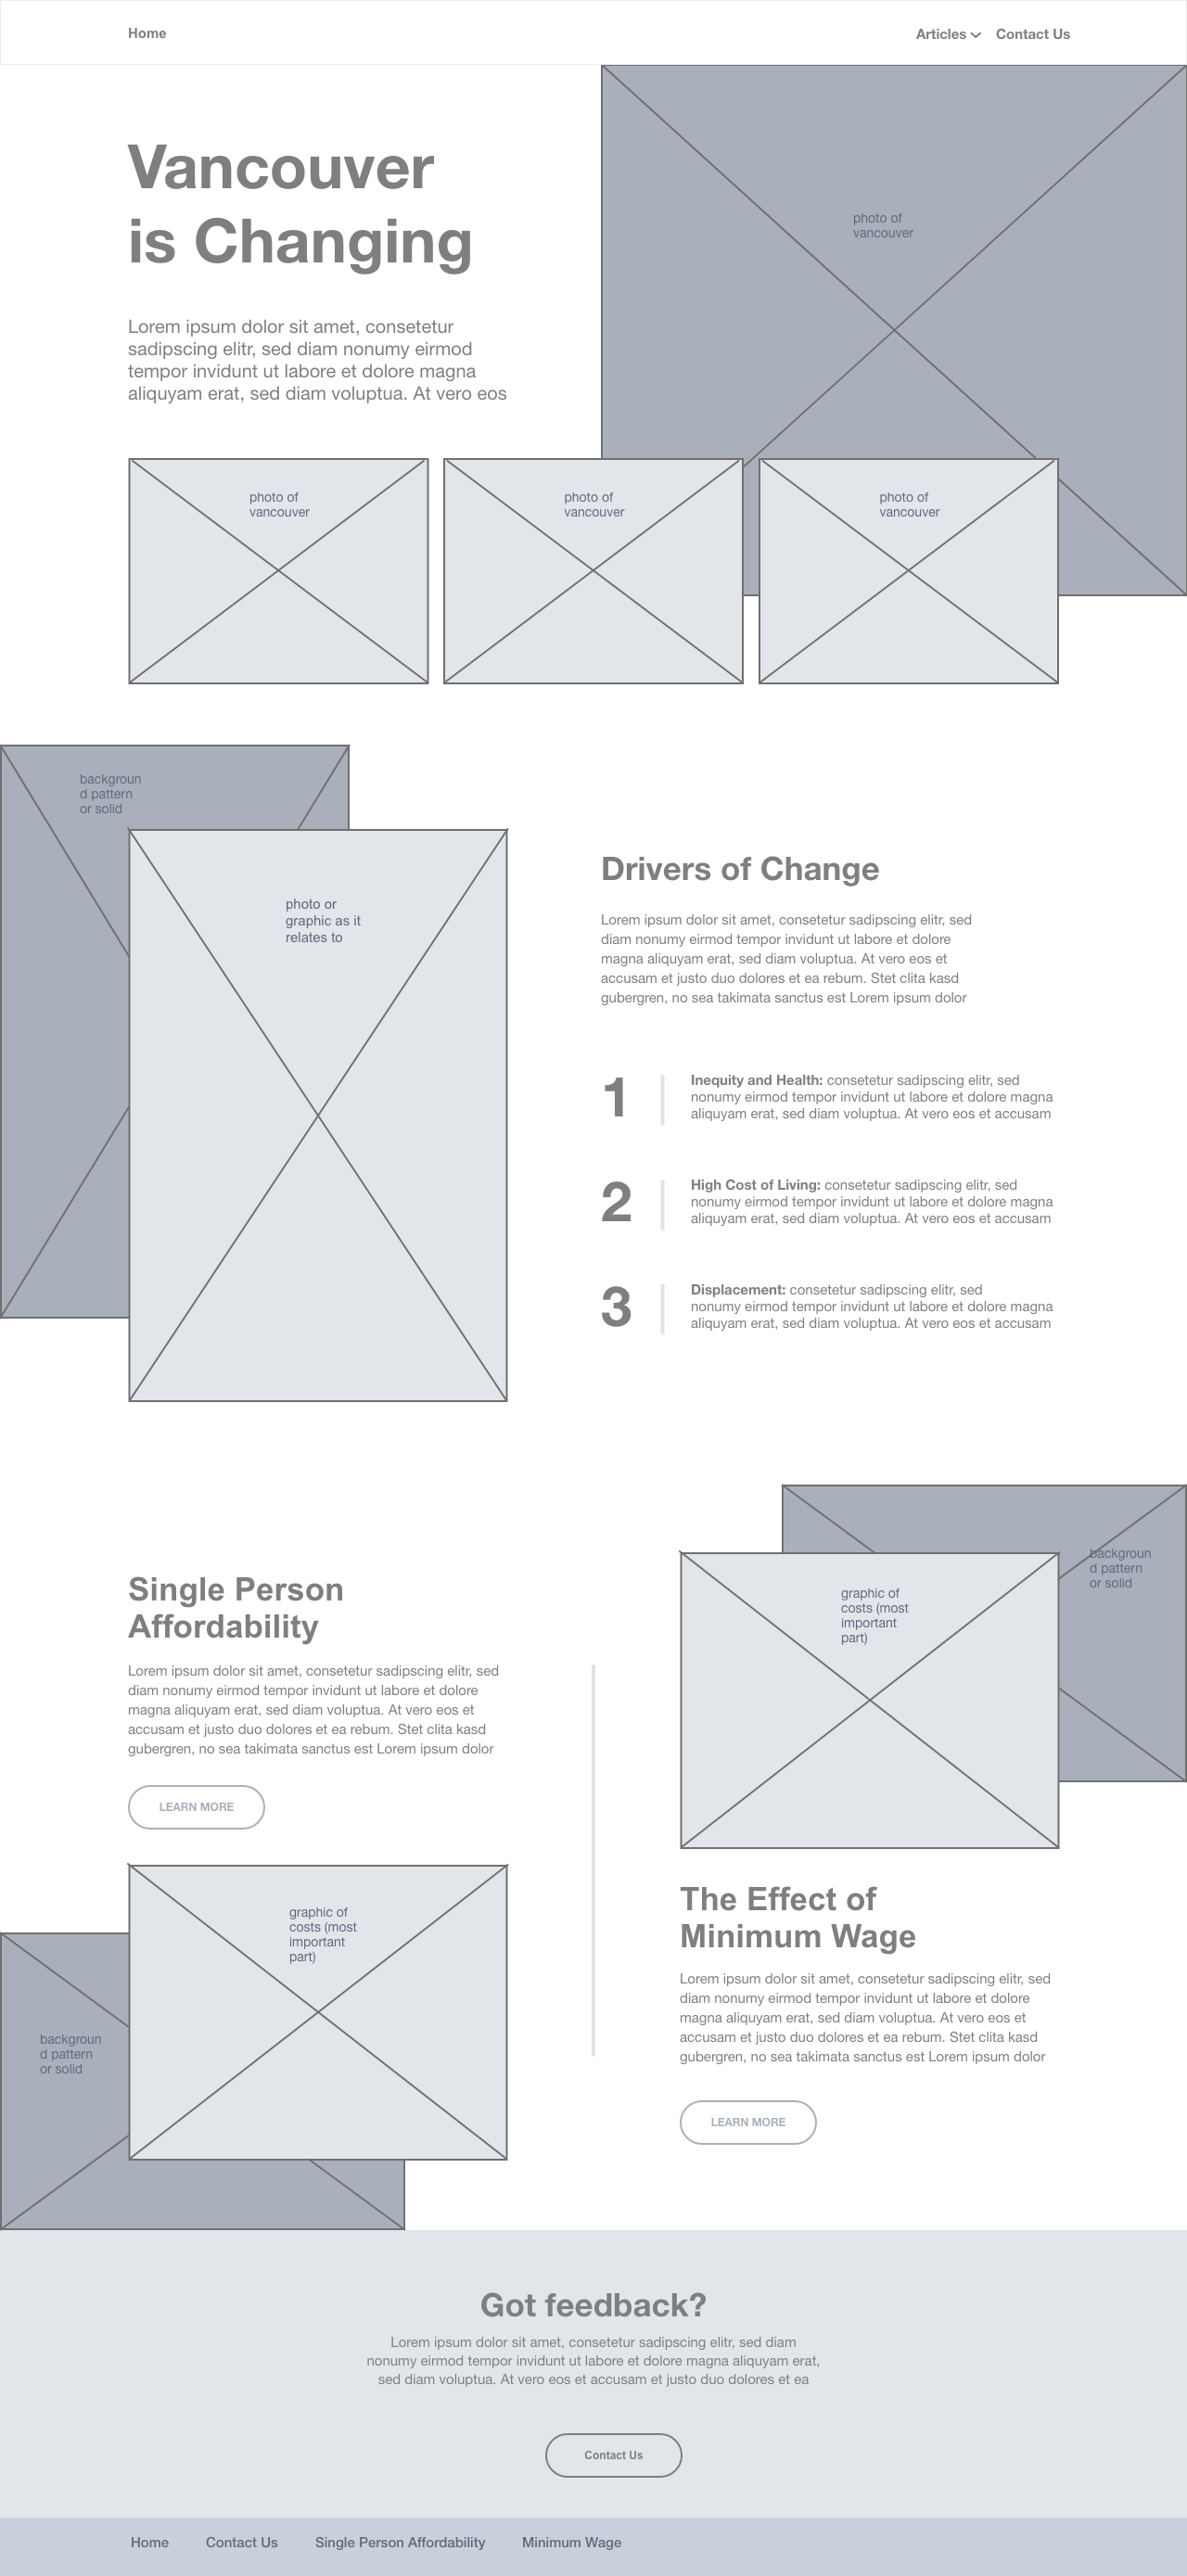 Home
Articles
Contact Us
Vancouver
is Changing
photo of
vancouver
Lorem ipsum dolor sit amet, consetetur
sadipscing elitr, sed diam nonumy eirmod
tempor invidunt ut labore et dolore magna
aliquyam erat, sed diam voluptua. At vero eos
photo of
vancouver
photo of
vancouver
photo of
vancouver
backgroun
d pattern
or solid
photo or
graphic as it
relates to
Drivers of Change
Lorem ipsum dolor sit amet, consetetur sadipscing elitr, sed
diam nonumy eirmod tempor invidunt ut labore et dolore
magna aliquyam erat, sed diam voluptua. At vero eos et
accusam et justo duo dolores et ea rebum. Stet clita kasd
gubergren, no sea takimata sanctus est Lorem ipsum dolor
1
Inequity and Health: consetetur sadipscing elitr, sed
nonumy eirmod tempor invidunt ut labore et dolore magna
aliquyam erat, sed diam voluptua. At vero eos et accusam
2
High Cost of Living: consetetur sadipscing elitr, sed
nonumy eirmod tempor invidunt ut labore et dolore magna
aliquyam erat, sed diam voluptua. At vero eos et accusam
3
Displacement: consetetur sadipscing elitr, sed
nonumy eirmod tempor invidunt ut labore et dolore magna
aliquyam erat, sed diam voluptua. At vero eos et accusam
Single Person
Affordability
Lorem ipsum dolor sit amet, consetetur sadipscing elitr, sed
diam nonumy eirmod tempor invidunt ut labore et dolore
magna aliquyam erat, sed diam voluptua. At vero eos et
accusam et justo duo dolores et ea rebum. Stet clita kasd
gubergren, no sea takimata sanctus est Lorem ipsum dolor
LEARN MORE
graphic of
costs (most
important
part)
backgroun
d pattern
or solid
backgroun
d pattern
or solid
graphic of
costs (most
important
part)
The Effect of
Minimum Wage
Lorem ipsum dolor sit amet, consetetur sadipscing elitr, sed
diam nonumy eirmod tempor invidunt ut labore et dolore
magna aliquyam erat, sed diam voluptua. At vero eos et
accusam et justo duo dolores et ea rebum. Stet clita kasd
gubergren, no sea takimata sanctus est Lorem ipsum dolor
LEARN MORE
Got feedback?
Lorem ipsum dolor sit amet, consetetur sadipscing elitr, sed diam
nonumy eirmod tempor invidunt ut labore et dolore magna aliquyam erat,
sed diam voluptua. At vero eos et accusam et justo duo dolores et ea
Contact Us
Home
Contact Us
Single Person Affordability
Minimum Wage